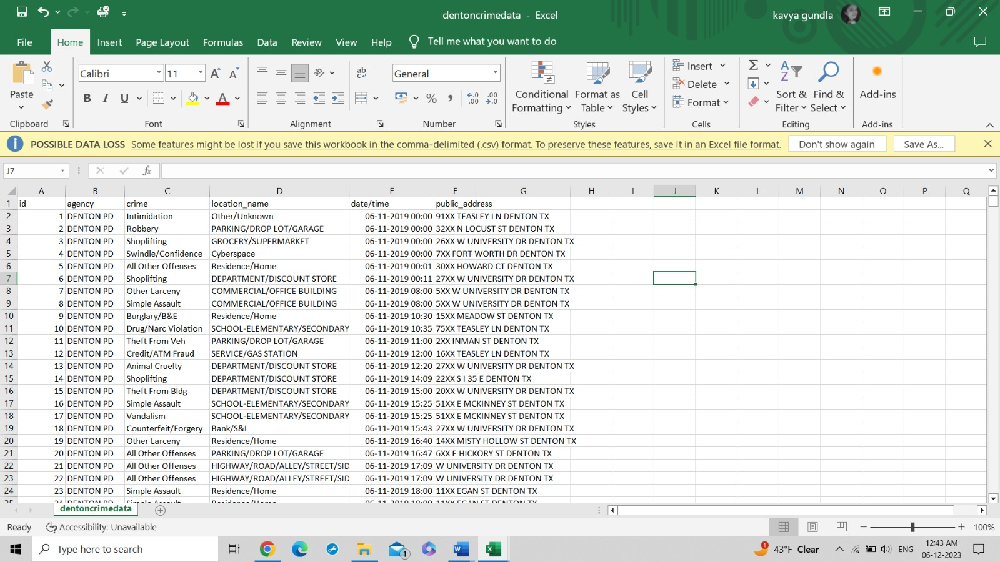 dentoncrimedata - Excel
kavya gundla
File Home Insert Page Layout Formulas Data Review View Help Tell me what you want to do
Paste
Clipboard
Calibri 11
B I U
Font
Alignment
General
Number
Conditional Formatting
Format as Table
Cell Styles
Styles
Insert
Delete
Format
Cells
Sort & Filter
Find & Select
Editing
Add-ins
Add-ins
POSSIBLE DATA LOSS Some features might be lost if you save this workbook in the comma-delimited (.csv) format. To preserve these features, save it in an Excel file format. Don't show again Save As...
J7 fx
A B C D E F G H I J K L M N O P Q
1 id agency crime location_name date/time public_address
2 1 DENTON PD Intimidation Other/Unknown 06-11-2019 00:00 91XX TEASLEY LN DENTON TX
3 2 DENTON PD Robbery PARKING/DROP LOT/GARAGE 06-11-2019 00:00 32XX N LOCUST ST DENTON TX
4 3 DENTON PD Shoplifting GROCERY/SUPERMARKET 06-11-2019 00:00 26XX W UNIVERSITY DR DENTON TX
5 4 DENTON PD Swindle/Confidence Cyberspace 06-11-2019 00:00 7XX FORT WORTH DR DENTON TX
6 5 DENTON PD All Other Offenses Residence/Home 06-11-2019 00:01 30XX HOWARD CT DENTON TX
7 6 DENTON PD Shoplifting DEPARTMENT/DISCOUNT STORE 06-11-2019 00:11 27XX W UNIVERSITY DR DENTON TX
8 7 DENTON PD Other Larceny COMMERCIAL/OFFICE BUILDING 06-11-2019 08:00 5XX W UNIVERSITY DR DENTON TX
9 8 DENTON PD Simple Assault COMMERCIAL/OFFICE BUILDING 06-11-2019 08:00 5XX W UNIVERSITY DR DENTON TX
10 9 DENTON PD Burglary/B&E Residence/Home 06-11-2019 10:30 15XX MEADOW ST DENTON TX
11 10 DENTON PD Drug/Narc Violation SCHOOL-ELEMENTARY/SECONDARY 06-11-2019 10:35 75XX TEASLEY LN DENTON TX
12 11 DENTON PD Theft From Veh PARKING/DROP LOT/GARAGE 06-11-2019 11:00 2XX INMAN ST DENTON TX
13 12 DENTON PD Credit/ATM Fraud SERVICE/GAS STATION 06-11-2019 12:00 16XX TEASLEY LN DENTON TX
14 13 DENTON PD Animal Cruelty DEPARTMENT/DISCOUNT STORE 06-11-2019 12:20 27XX W UNIVERSITY DR DENTON TX
15 14 DENTON PD Shoplifting DEPARTMENT/DISCOUNT STORE 06-11-2019 14:09 22XX S I 35 E DENTON TX
16 15 DENTON PD Theft From Bldg DEPARTMENT/DISCOUNT STORE 06-11-2019 15:00 20XX W UNIVERSITY DR DENTON TX
17 16 DENTON PD Simple Assault SCHOOL-ELEMENTARY/SECONDARY 06-11-2019 15:25 51XX E MCKINNEY ST DENTON TX
18 17 DENTON PD Vandalism SCHOOL-ELEMENTARY/SECONDARY 06-11-2019 15:25 51XX E MCKINNEY ST DENTON TX
19 18 DENTON PD Counterfeit/Forgery Bank/S&L 06-11-2019 15:43 27XX W UNIVERSITY DR DENTON TX
20 19 DENTON PD Other Larceny Residence/Home 06-11-2019 16:40 14XX MISTY HOLLOW ST DENTON TX
21 20 DENTON PD All Other Offenses PARKING/DROP LOT/GARAGE 06-11-2019 16:47 6XX E HICKORY ST DENTON TX
22 21 DENTON PD All Other Offenses HIGHWAY/ROAD/ALLEY/STREET/SID 06-11-2019 17:09 W UNIVERSITY DR DENTON TX
23 22 DENTON PD All Other Offenses HIGHWAY/ROAD/ALLEY/STREET/SID 06-11-2019 17:09 W UNIVERSITY DR DENTON TX
24 23 DENTON PD Simple Assault Residence/Home 06-11-2019 18:00 11XX EGAN ST DENTON TX
dentoncrimedata
Ready Accessibility: Unavailable 100%
Type here to search
1
1 43°F Clear ENG 12:43 AM
06-12-2023